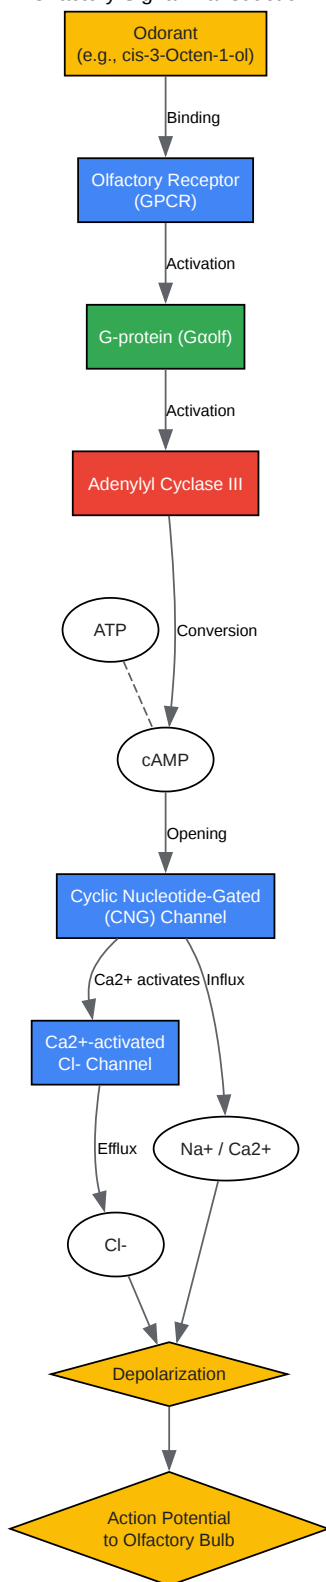 Odorant
(e.g., cis-3-Octen-1-ol)
Binding
Olfactory Receptor
(GPCR)
Activation
G-protein (Gαolf)
Activation
Adenylyl Cyclase III
ATP
Conversion
cAMP
Opening
Cyclic Nucleotide-Gated
(CNG) Channel
Ca2+ activates
Influx
Ca2+-activated
Cl- Channel
Efflux
Na+ / Ca2+
Cl-
Depolarization
Action Potential
to Olfactory Bulb